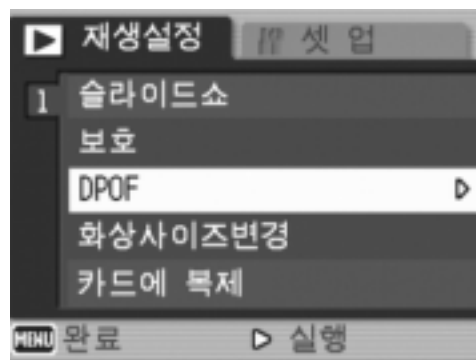 재생설정 셋 업
1 슬라이드쇼
보호
DPOF
화상사이즈변경
카드에 복제
MENU 완료 실행